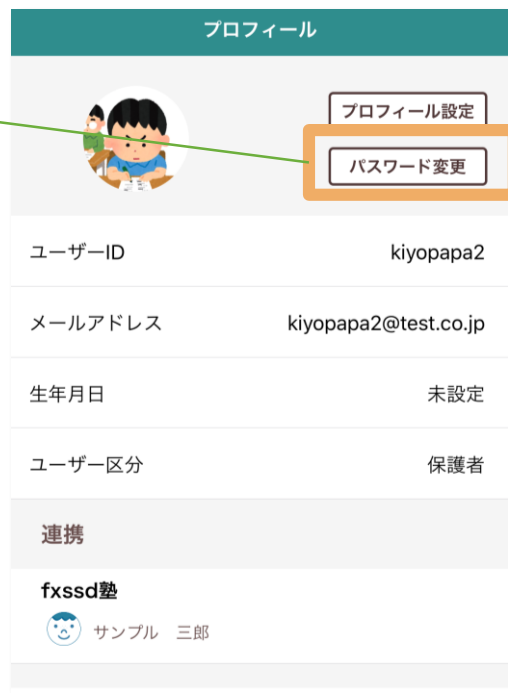 プロフィール
プロフィール設定
パスワード変更
ユーザーID kiyopapa2
メールアドレス kiyopapa2@test.co.jp
生年月日 未設定
ユーザー区分 保護者
連携
fxssd塾
サンプル　三郎